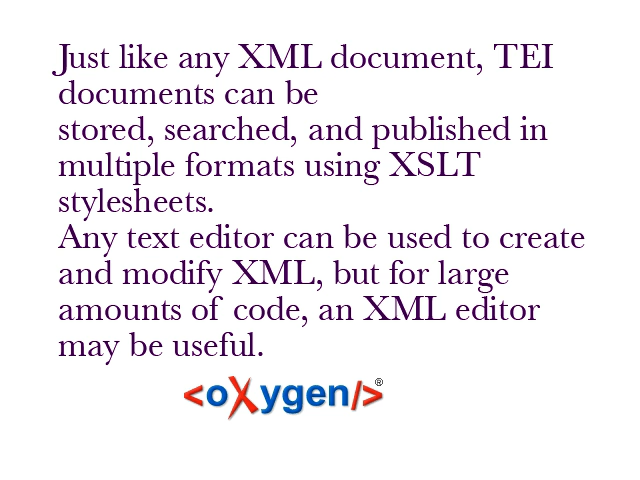 Just like any XML document, TEI
documents can be
stored, searched, and published in
multiple formats using XSLT
stylesheets.
Any text editor can be used to create
and modify XML, but for large
amounts of code, an XML editor
may be useful.
<oXygen/>®